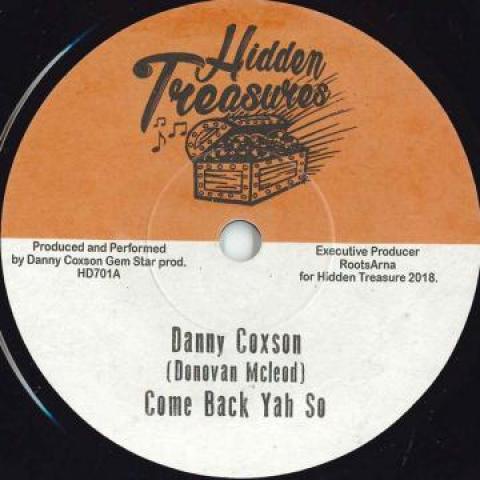 Hidden
Treasures
Produced and Performed
by Danny Coxson Gem Star prod.
HD701A
Executive Producer
RootsArna
for Hidden Treasure 2018.
Danny Coxson
(Donovan Mcleod)
Come Back Yah So